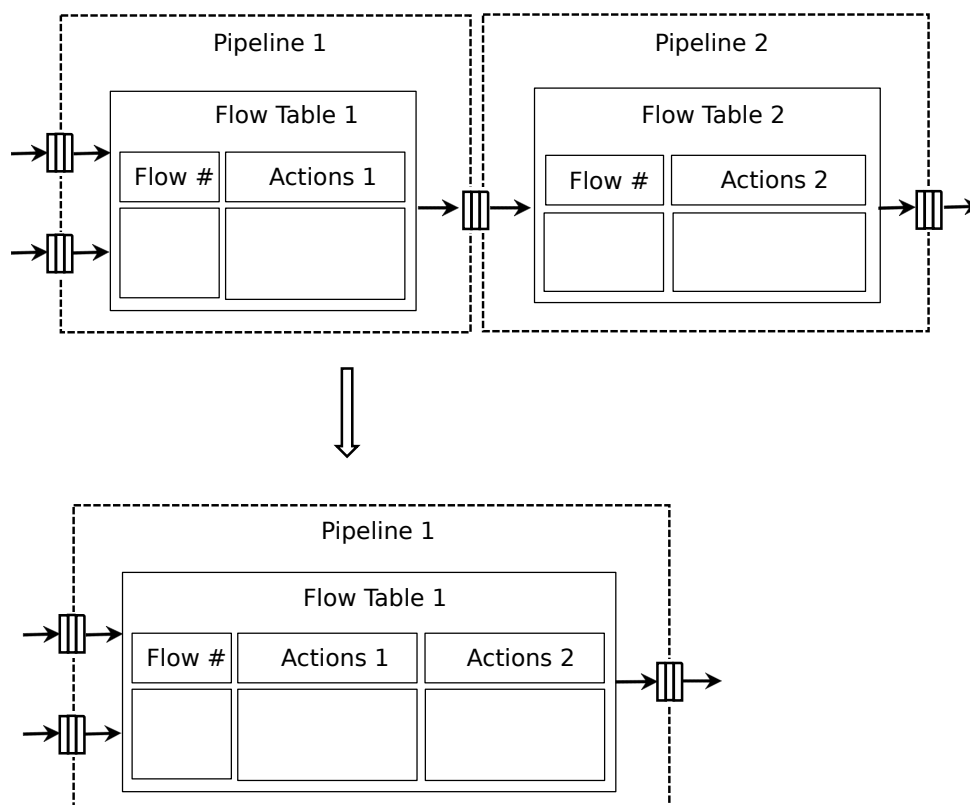 Pipeline 1
Pipeline 2
Flow Table 1
Flow Table 2
Flow #
Actions 1
Flow #
Actions 2
Pipeline 1
Flow Table 1
Flow #
Actions 1
Actions 2